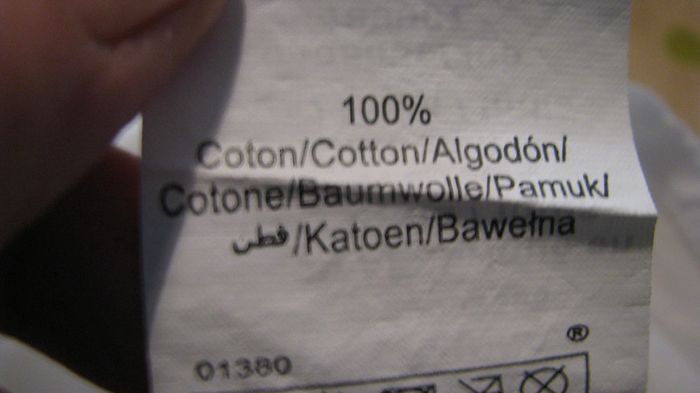 100%
Coton/Cotton/Algodón/
Cotone/Baumwolle/Pamuk/
قطن/Katoen/Bawełna
®
01380